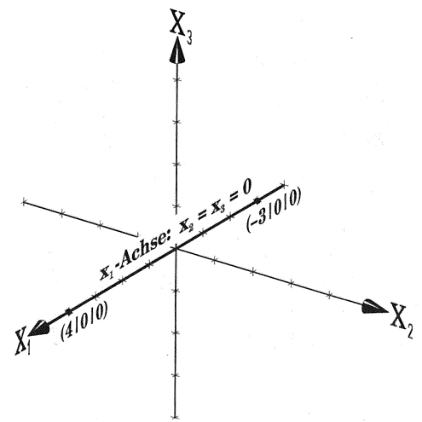 X₃
x₁-Achse: x₂ = x₃ = 0
(−3|0|0)
X₁
(4|0|0)
X₂